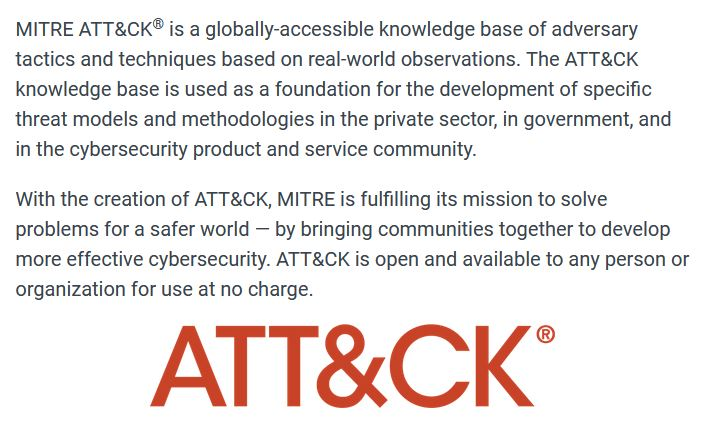 MITRE ATT&CK® is a globally-accessible knowledge base of adversary
tactics and techniques based on real-world observations. The ATT&CK
knowledge base is used as a foundation for the development of specific
threat models and methodologies in the private sector, in government, and
in the cybersecurity product and service community.
With the creation of ATT&CK, MITRE is fulfilling its mission to solve
problems for a safer world — by bringing communities together to develop
more effective cybersecurity. ATT&CK is open and available to any person or
organization for use at no charge.
ATT&CK®